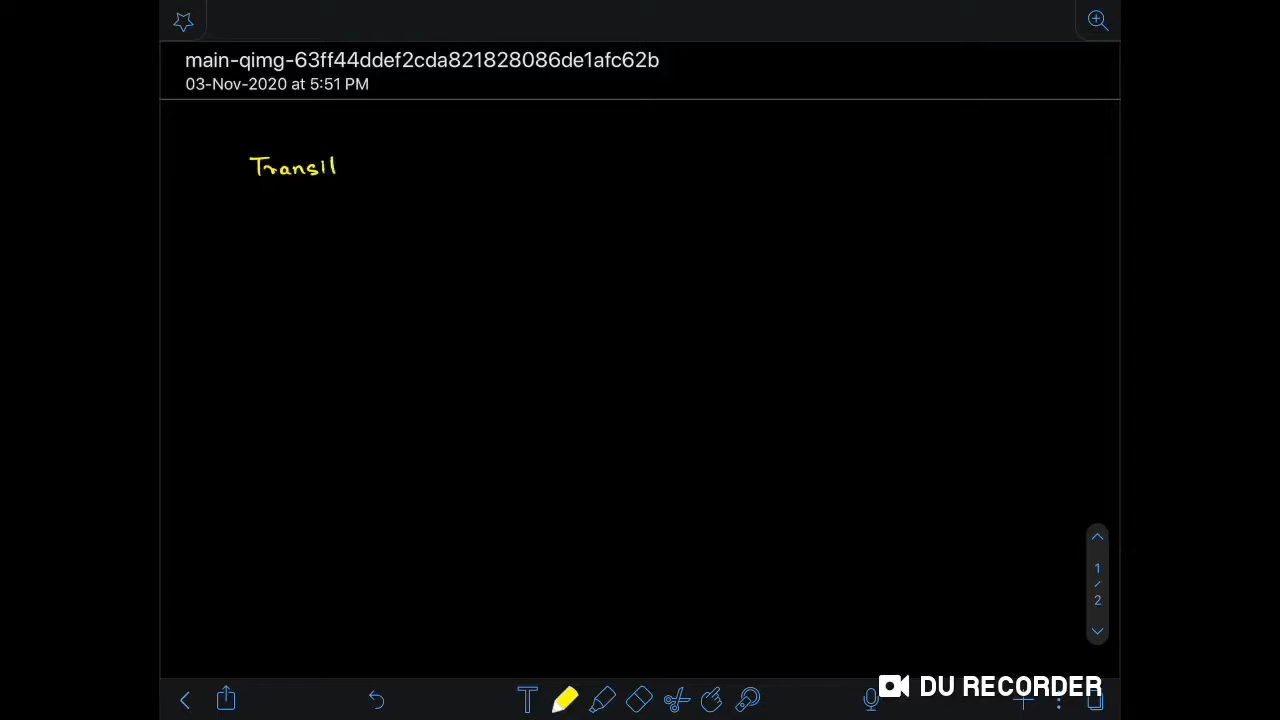 main-qimg-63ff44ddef2cda821828086de1afc62b
03-Nov-2020 at 5:51 PM
Transil
1
/
2
T
DU RECORDER